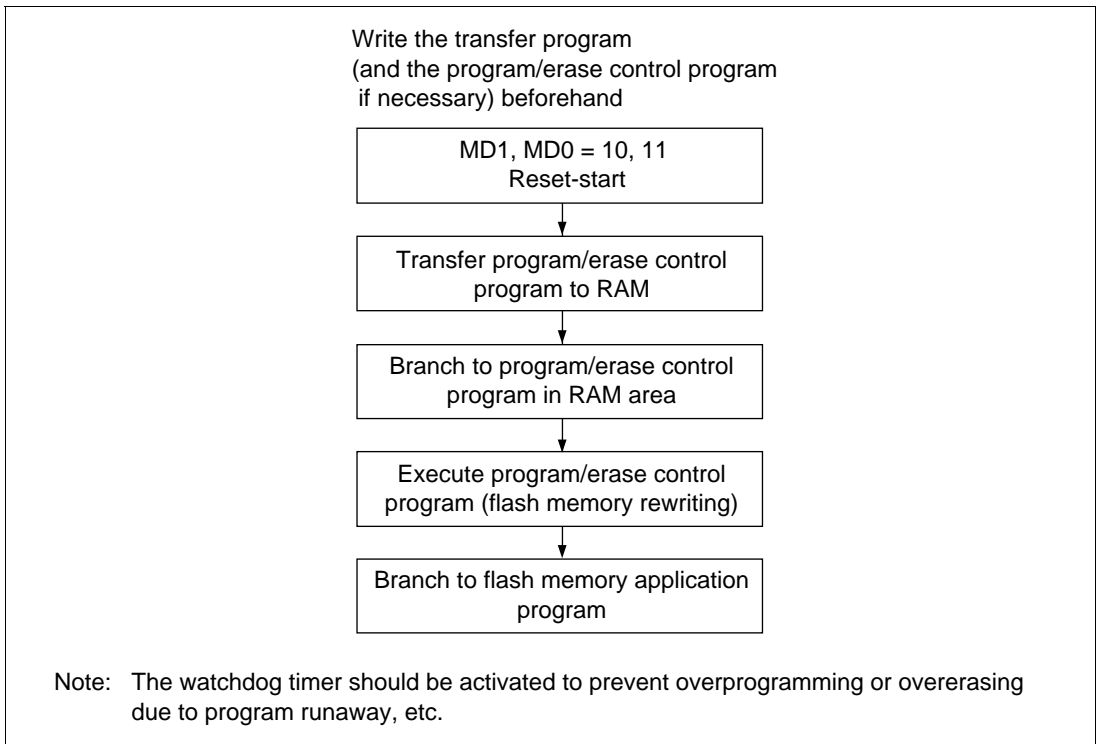 Write the transfer program
(and the program/erase control program
if necessary) beforehand
MD1, MD0 = 10, 11
Reset-start
Transfer program/erase control
program to RAM
Branch to program/erase control
program in RAM area
Execute program/erase control
program (flash memory rewriting)
Branch to flash memory application
program
Note: The watchdog timer should be activated to prevent overprogramming or overerasing
due to program runaway, etc.